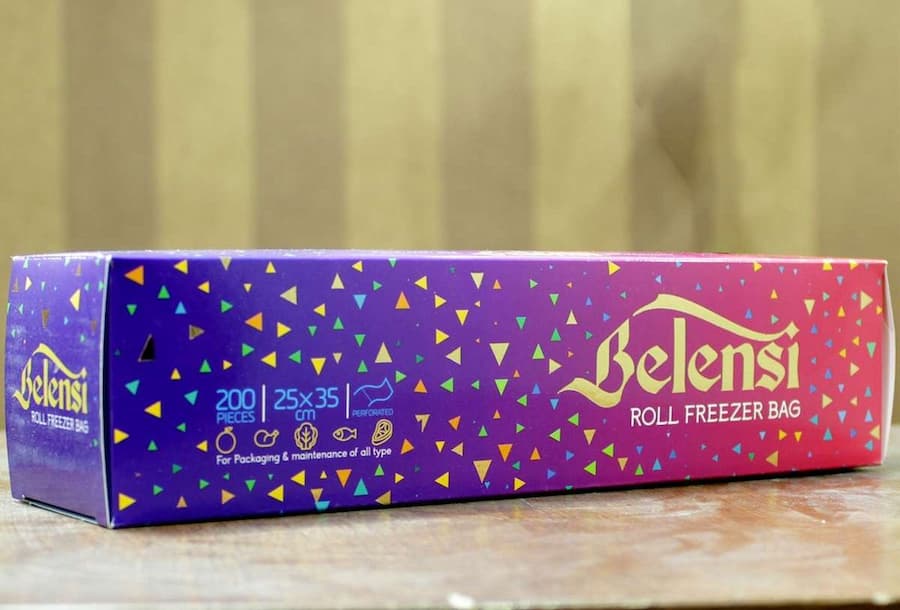 Belensi
ROLL FREEZER BAG
200
PIECES
25x35
cm
PERFORATED
For Packaging & maintenance of all type
Belensi
ROLL FREEZER BAG